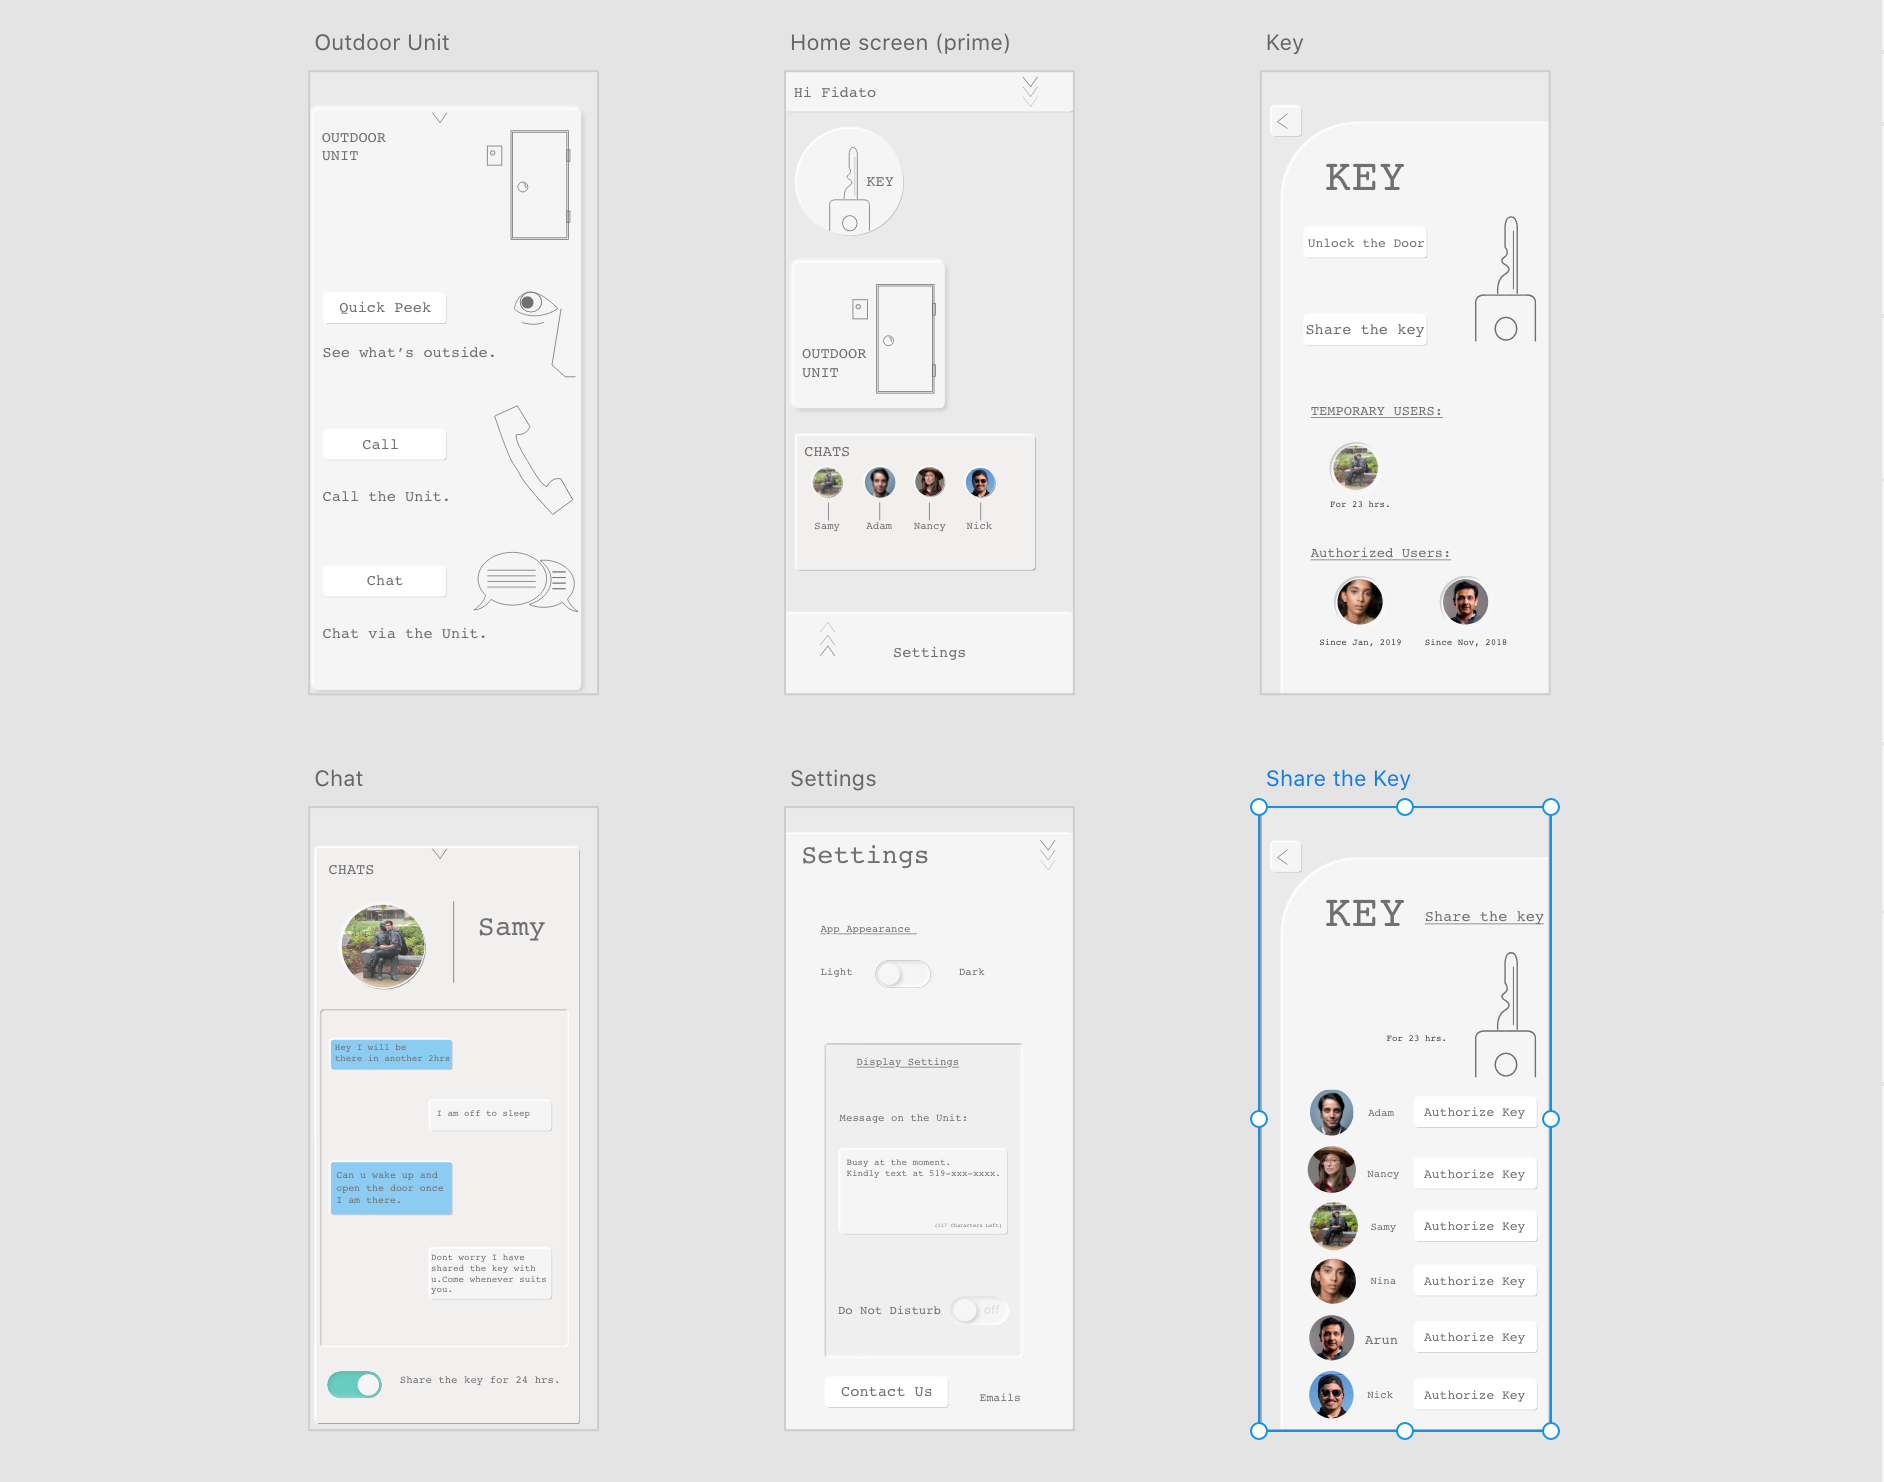 Outdoor Unit
OUTDOOR
UNIT
Quick Peek
See what's outside.
Call
Call the Unit.
Chat
Chat via the Unit.
Home screen (prime)
Hi Fidato
KEY
OUTDOOR
UNIT
CHATS
Samy
Adam
Nancy
Nick
Settings
Key
KEY
Unlock the Door
Share the key
TEMPORARY USERS:
For 23 hrs.
Authorized Users:
Since Jan, 2019
Since Nov, 2018
Chat
CHATS
Samy
Hey I will be
there in another 2hrs
I am off to sleep
Can u wake up and
open the door once
I am there.
Dont worry I have
shared the key with
u.Come whenever suits
you.
Share the key for 24 hrs.
Settings
Settings
App Appearance
Light
Dark
Display Settings
Message on the Unit:
Busy at the moment.
Kindly text at 519-xxx-xxxx.
(117 Characters Left)
Do Not Disturb
off
Contact Us
Emails
Share the Key
KEY
Share the key
For 23 hrs.
Adam
Authorize Key
Nancy
Authorize Key
Samy
Authorize Key
Nina
Authorize Key
Arun
Authorize Key
Nick
Authorize Key